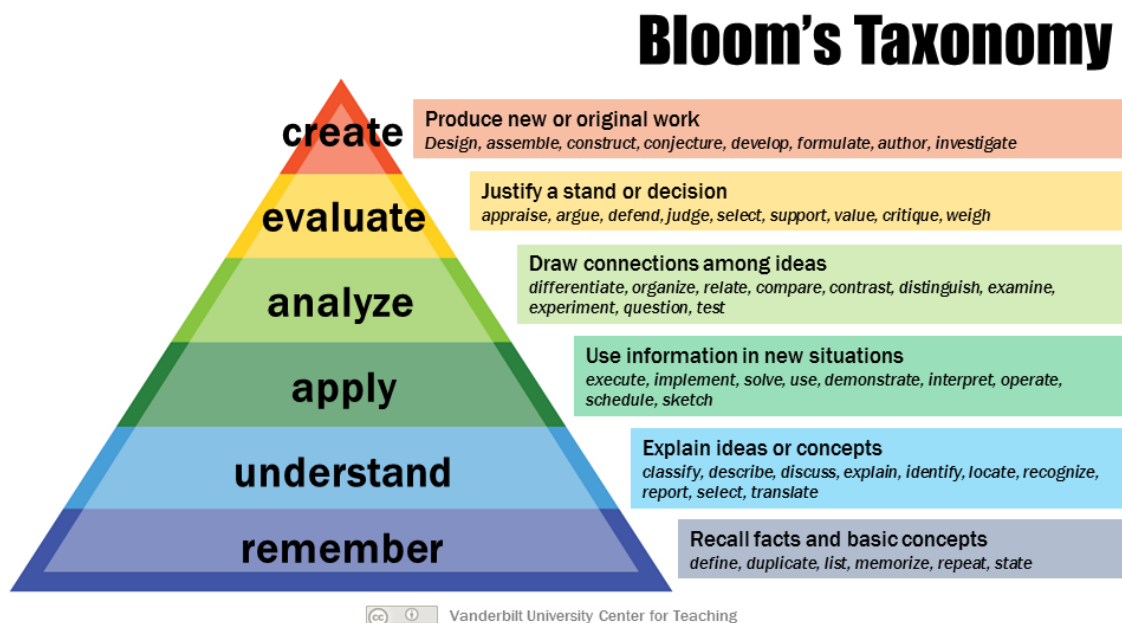 Bloom's Taxonomy
create
Produce new or original work
Design, assemble, construct, conjecture, develop, formulate, author, investigate
evaluate
Justify a stand or decision
appraise, argue, defend, judge, select, support, value, critique, weigh
analyze
Draw connections among ideas
differentiate, organize, relate, compare, contrast, distinguish, examine,
experiment, question, test
apply
Use information in new situations
execute, implement, solve, use, demonstrate, interpret, operate,
schedule, sketch
understand
Explain ideas or concepts
classify, describe, discuss, explain, identify, locate, recognize,
report, select, translate
remember
Recall facts and basic concepts
define, duplicate, list, memorize, repeat, state
cc Vanderbilt University Center for Teaching